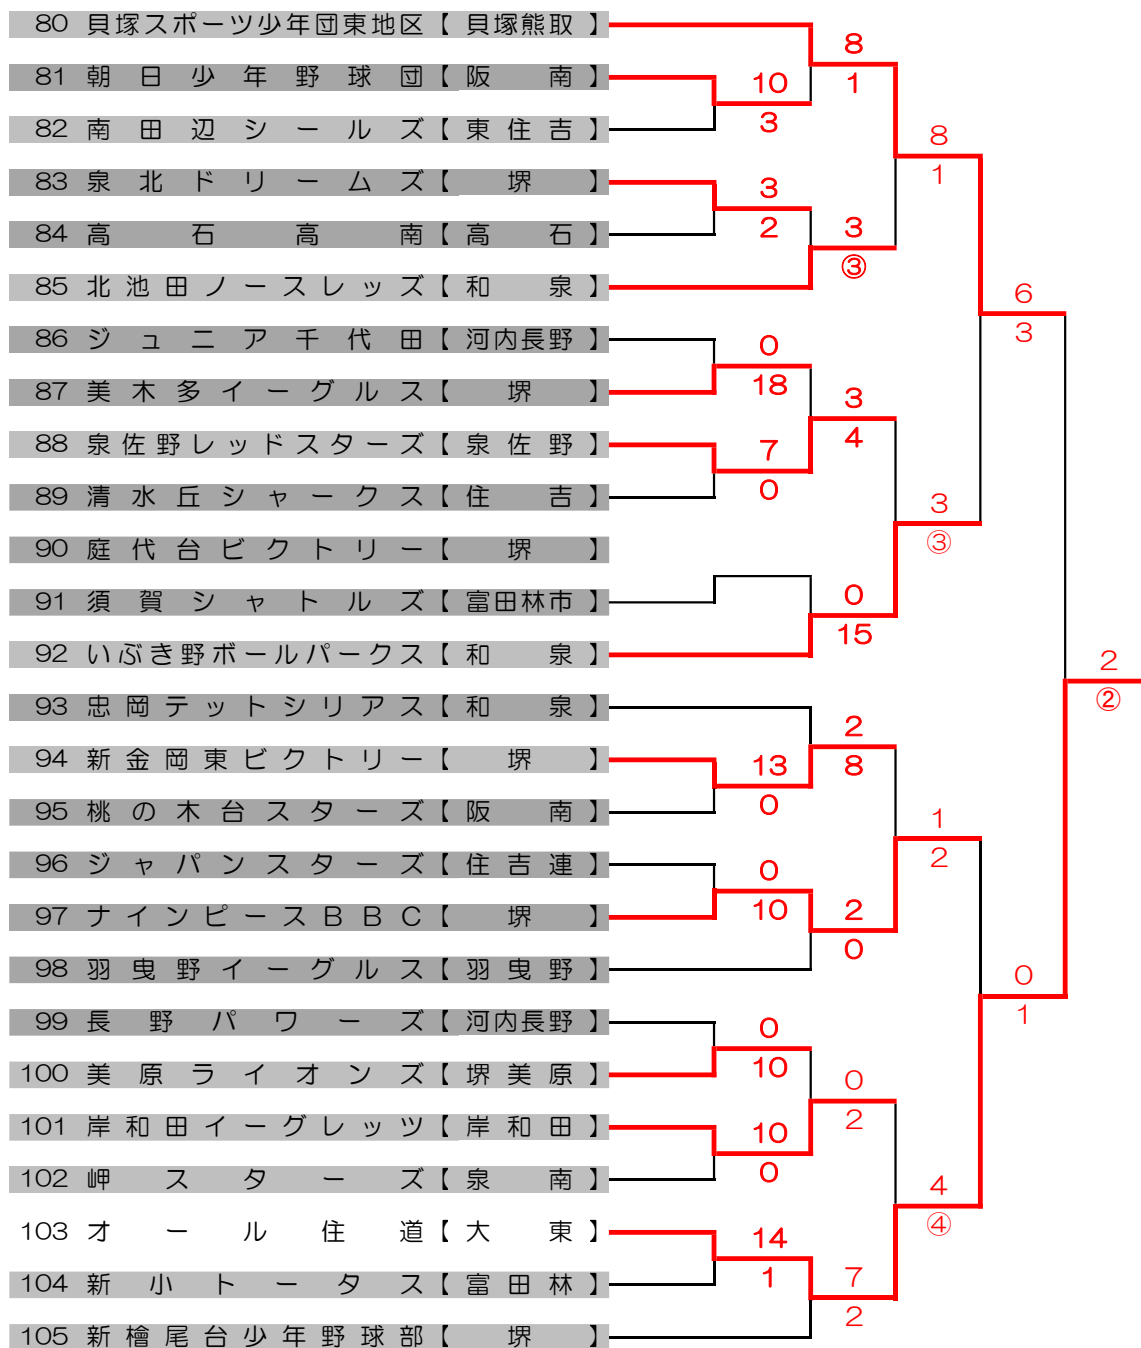 80 貝塚スポーツ少年団東地区【 貝塚熊取 】
8
81 朝日少年野球団【 阪南 】
10
1
82 南田辺シールズ【 東住吉 】
3
8
83 泉北ドリームズ【 堺 】
3
1
84 高石高南【 高石 】
2
3
85 北池田ノースレッズ【 和泉 】
③
6
86 ジュニア千代田【 河内長野 】
0
3
87 美木多イーグルス【 堺 】
18
3
88 泉佐野レッドスターズ【 泉佐野 】
7
4
89 清水丘シャークス【 住吉 】
0
3
90 庭代台ビクトリー【 堺 】
③
91 須賀シャトルズ【 富田林市 】
0
92 いぶき野ボールパークス【 和泉 】
15
2
93 忠岡テットシリアス【 和泉 】
②
2
94 新金岡東ビクトリー【 堺 】
13
8
95 桃の木台スターズ【 阪南 】
0
1
96 ジャパンスターズ【 住吉連 】
0
2
97 ナインピースBBC【 堺 】
10
2
98 羽曳野イーグルス【 羽曳野 】
0
0
99 長野パワーズ【 河内長野 】
0
1
100 美原ライオンズ【 堺美原 】
10
0
101 岸和田イーグレッツ【 岸和田 】
10
2
102 岬スターズ【 泉南 】
0
4
103 オール住道【 大東 】
14
④
104 新小トータス【 富田林 】
1
7
105 新檜尾台少年野球部【 堺 】
2